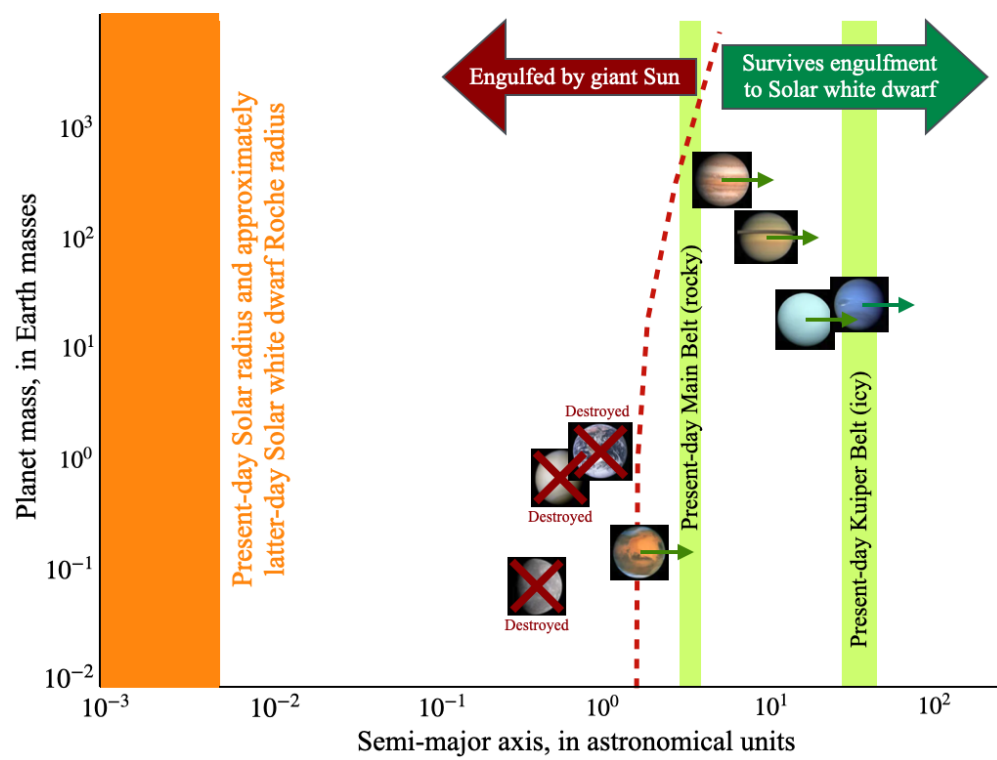 Engulfed by giant Sun
Survives engulfment
to Solar white dwarf
Planet mass, in Earth masses
10³
10²
10¹
10⁰
10⁻¹
10⁻²
Present-day Solar radius and approximately
latter-day Solar white dwarf Roche radius
Destroyed
Destroyed
Destroyed
Present-day Main Belt (rocky)
Present-day Kuiper Belt (icy)
10⁻³
10⁻²
10⁻¹
10⁰
10¹
10²
Semi-major axis, in astronomical units